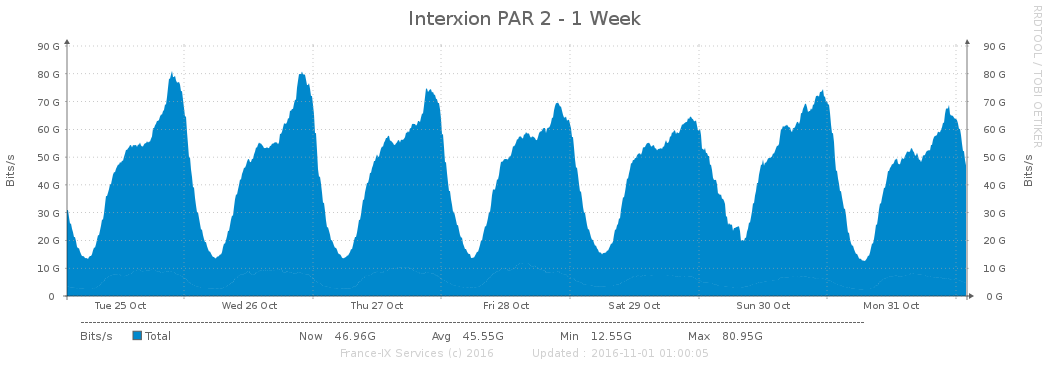 Interxion PAR 2 - 1 Week
RRDTOOL / TOBI OETIKER
90 G 90 G
80 G 80 G
70 G 70 G
60 G 60 G
50 G 50 G
40 G 40 G
30 G 30 G
20 G 20 G
10 G 10 G
0 0 G
Bits/s
Bits/s
Tue 25 Oct Wed 26 Oct Thu 27 Oct Fri 28 Oct Sat 29 Oct Sun 30 Oct Mon 31 Oct
Bits/s Total Now 46.96G Avg 45.55G Min 12.55G Max 80.95G
France-IX Services (c) 2016 Updated : 2016-11-01 01:00:05